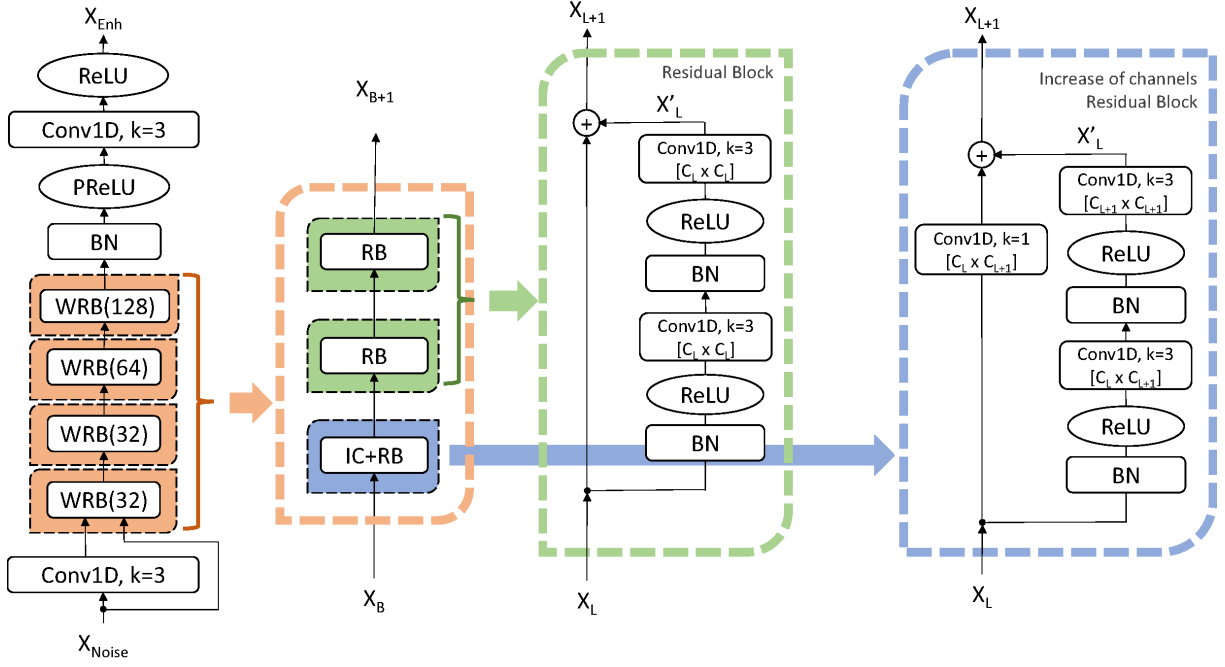 X_Enh
ReLU
Conv1D, k=3
PReLU
BN
WRB(128)
WRB(64)
WRB(32)
WRB(32)
Conv1D, k=3
X_Noise
X_B+1
RB
RB
IC+RB
X_B
X_L+1
Residual Block
X'_L
+
Conv1D, k=3
[C_L x C_L]
ReLU
BN
Conv1D, k=3
[C_L x C_L]
ReLU
BN
X_L
X_L+1
Increase of channels
Residual Block
X'_L
+
Conv1D, k=3
[C_L+1 x C_L+1]
Conv1D, k=1
[C_L x C_L+1]
ReLU
BN
Conv1D, k=3
[C_L x C_L+1]
ReLU
BN
X_L